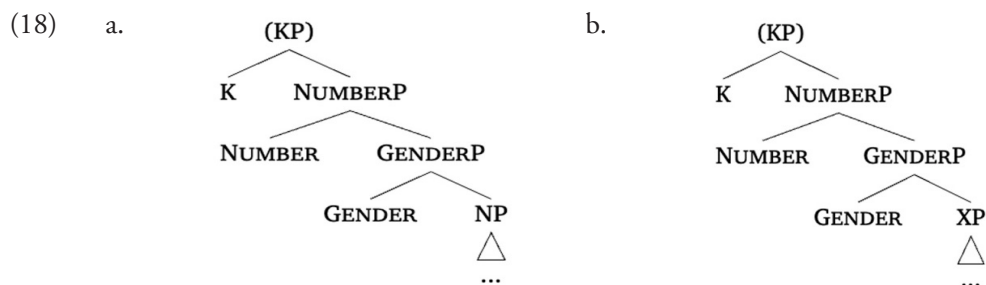 (18) a. (KP) b. (KP)
K NUMBERP K NUMBERP
NUMBER GENDERP NUMBER GENDERP
GENDER NP GENDER XP
... ...